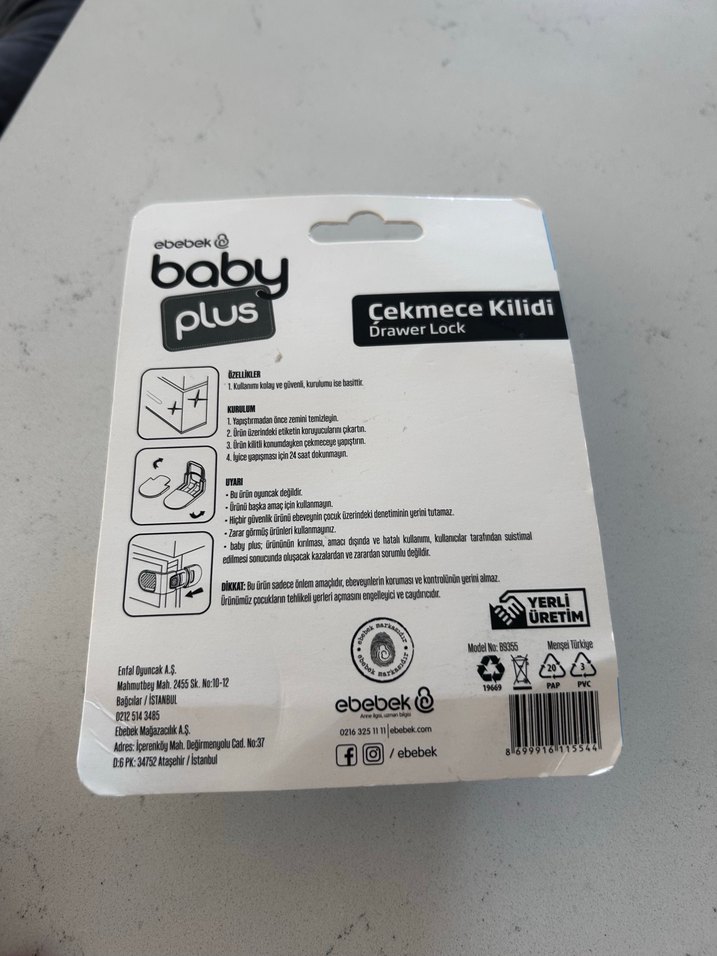 ebebek
baby
plus
Çekmece Kilidi
Drawer Lock
ÖZELLİKLER
1. Kullanımı kolay ve güvenli, kurulumu ise basittir.
KURULUM
1. Yapıştırmadan önce zemini temizleyin.
2. Ürün üzerindeki etiketin koruyucularını çıkartın.
3. Ürün kilitli konumdayken çekmeceye yapıştırın.
4. İyice yapışması için 24 saat dokunmayın.
UYARI
- Bu ürün oyuncak değildir.
- Ürünü başka amaç için kullanmayın.
- Hiçbir güvenlik ürünü ebeveynin çocuk üzerindeki denetiminin yerini tutamaz.
- Zarar görmüş ürünleri kullanmayınız.
- baby plus; ürününün kırılması, amacı dışında ve hatalı kullanımı, kullanıcılar tarafından suistimal
edilmesi sonucunda oluşacak kazalardan ve zarardan sorumlu değildir.
DİKKAT: Bu ürün sadece önlem amaçlıdır, ebeveynlerin koruması ve kontrolünün yerini almaz.
Ürünümüz çocukların tehlikeli yerleri açmasını engelleyici ve caydırıcıdır.
YERLİ
ÜRETİM
Model No: B9355
Menşei Türkiye
19669
20
PAP
3
PVC
8 699916 115544
ebebek markasıdır
ebebek markasıdır
ebebek
Anne ilgisi, uzman bilgisi
0216 325 11 11 | ebebek.com
/ ebebek
Enfal Oyuncak A.Ş.
Mahmutbey Mah. 2455 Sk. No:10-12
Bağcılar / İSTANBUL
0212 514 3485
Ebebek Mağazacılık A.Ş.
Adres: İçerenköy Mah. Değirmenyolu Cad. No:37
D:6 PK: 34752 Ataşehir / İstanbul